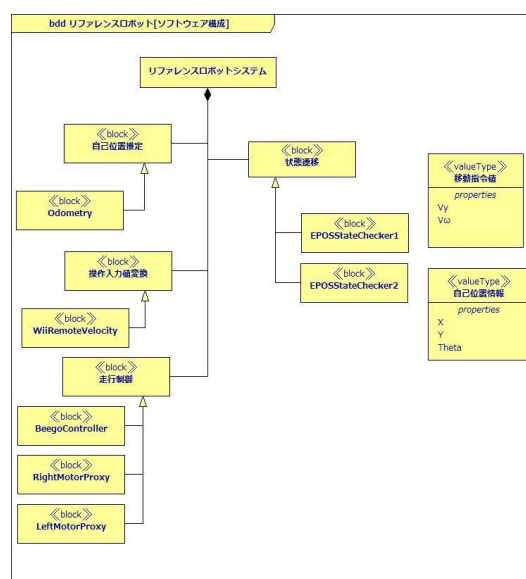 bdd リファレンスロボット[ソフトウェア構成]
リファレンスロボットシステム
≪block≫
自己位置推定
≪block≫
Odometry
≪block≫
操作入力値変換
≪block≫
WiiRemoteVelocity
≪block≫
走行制御
≪block≫
BeegoController
≪block≫
RightMotorProxy
≪block≫
LeftMotorProxy
≪block≫
状態遷移
≪block≫
EPOSStateChecker1
≪block≫
EPOSStateChecker2
≪valueType≫
移動指令値
properties
Vy
Vω
≪valueType≫
自己位置情報
properties
X
Y
Theta